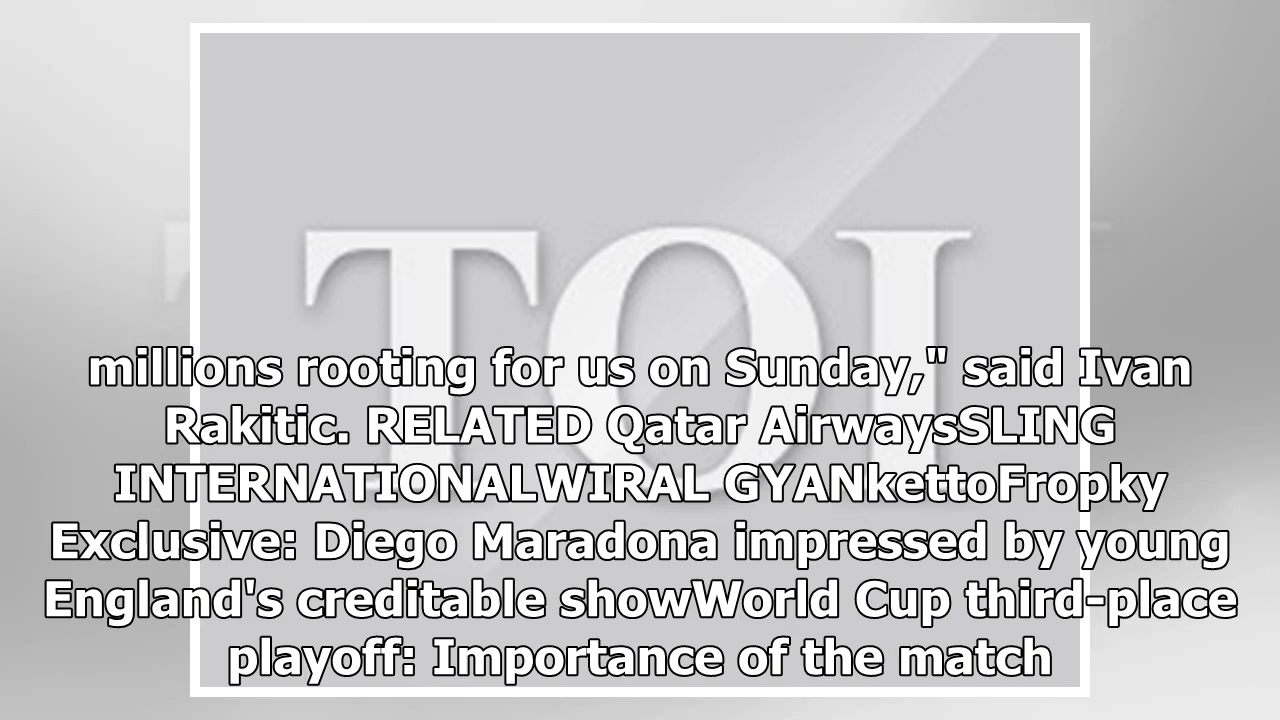 TOI
millions rooting for us on Sunday," said Ivan
Rakitic. RELATED Qatar AirwaysSLING
INTERNATIONALWIRAL GYANkettoFropky
Exclusive: Diego Maradona impressed by young
England's creditable showWorld Cup third-place
playoff: Importance of the match